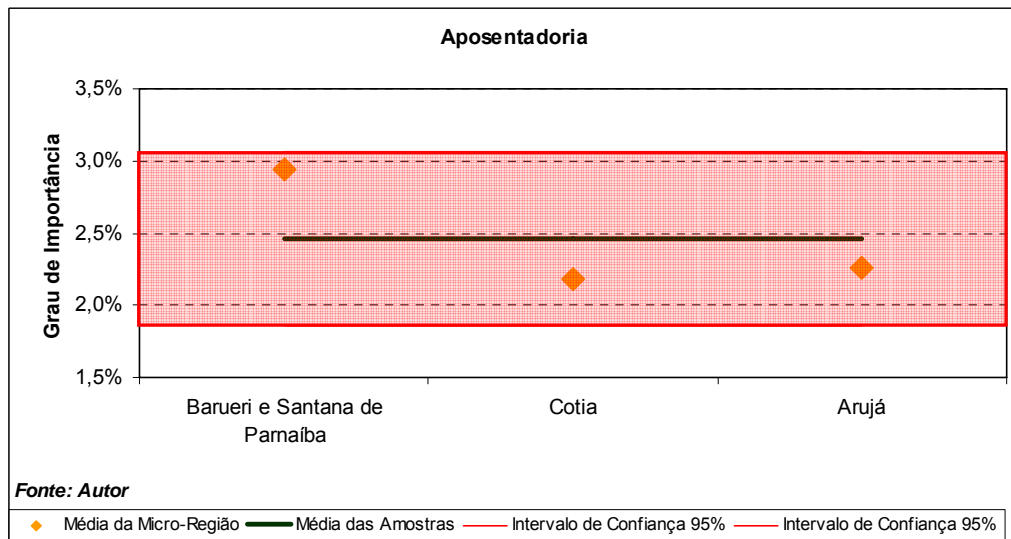 Aposentadoria
Grau de Importância
3,5%
3,0%
2,5%
2,0%
1,5%
Barueri e Santana de
Parnaíba
Cotia
Arujá
Fonte: Autor
Média da Micro-Região
Média das Amostras
Intervalo de Confiança 95%
Intervalo de Confiança 95%